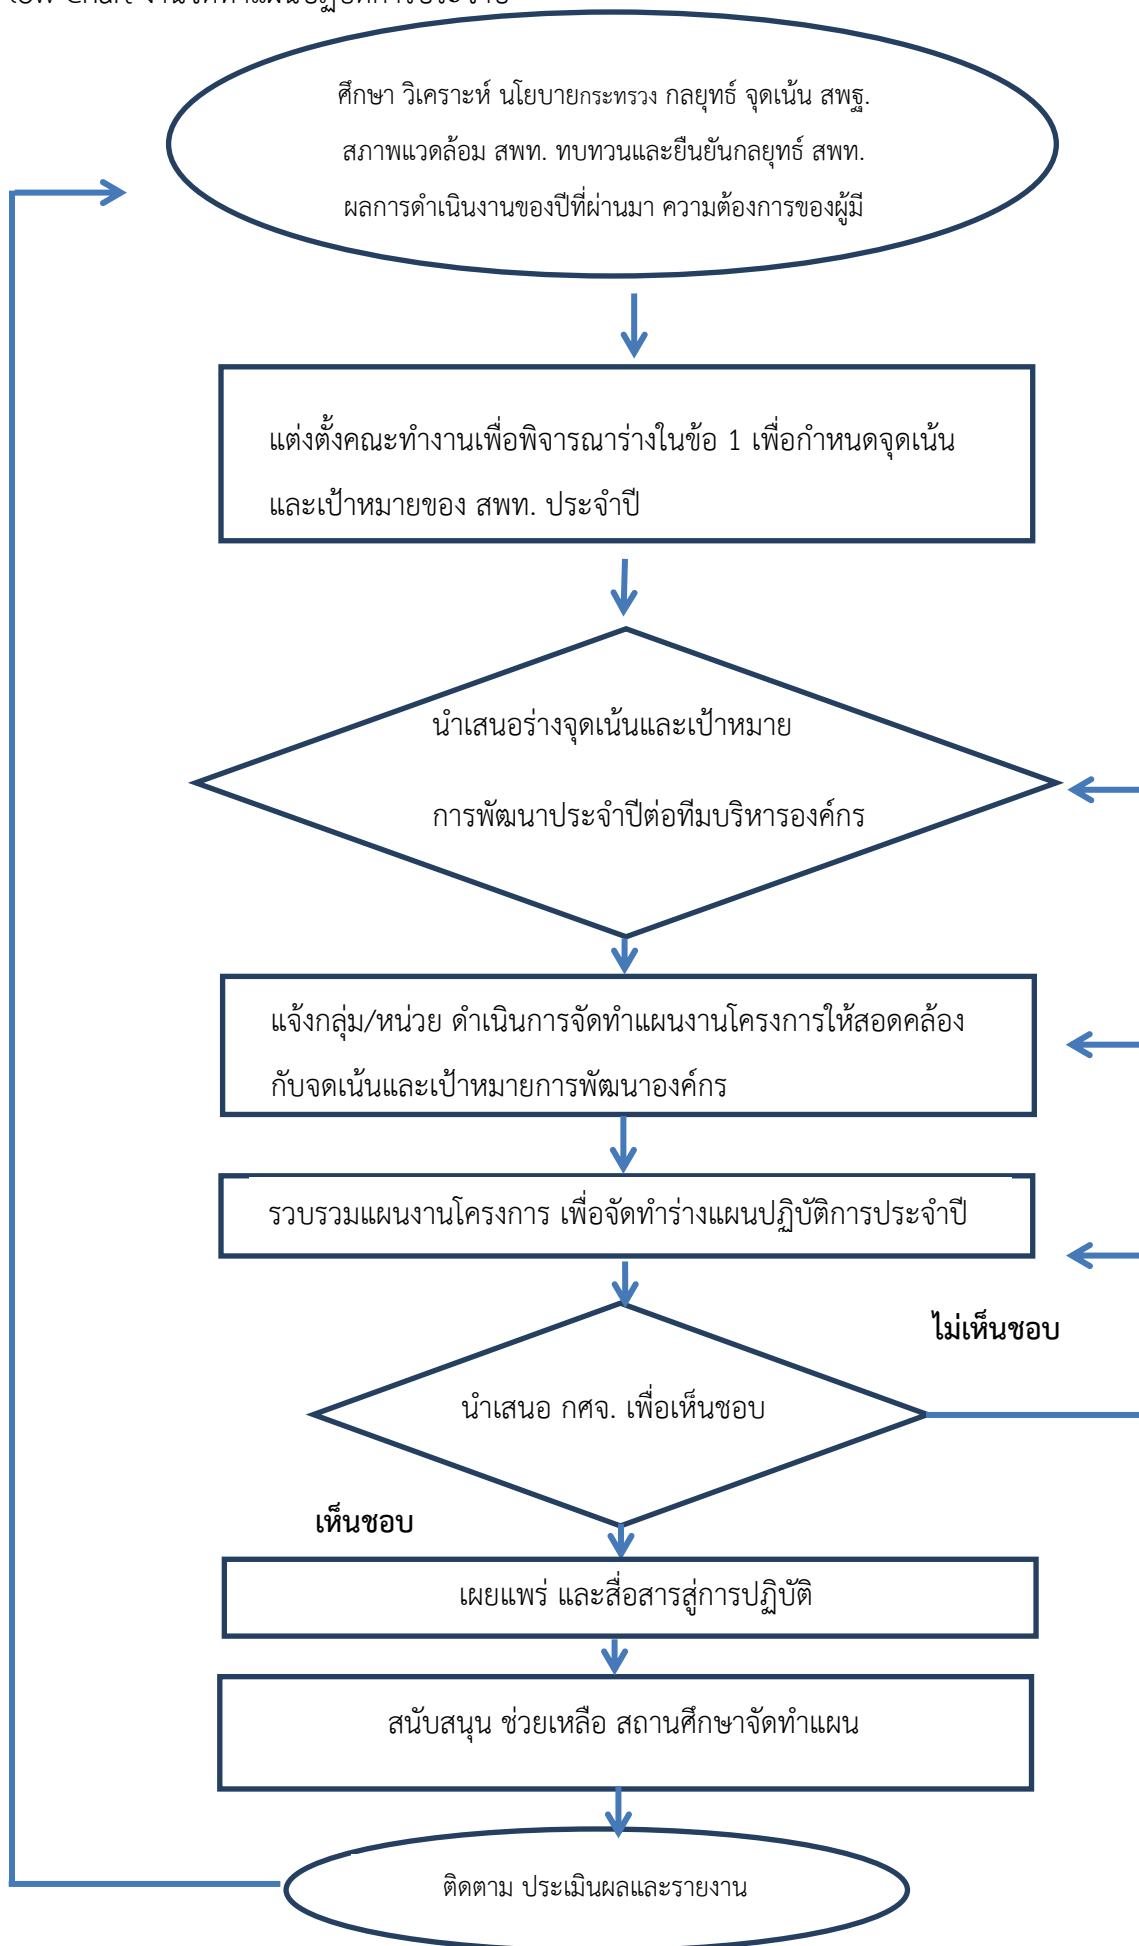 ศึกษา วิเคราะห์ นโยบายกระทรวง กลยุทธ์ จุดเน้น สพฐ.
สภาพแวดล้อม สพท. ทบทวนและยืนยันกลยุทธ์ สพท.
ผลการดำเนินงานของปีที่ผ่านมา ความต้องการของผู้มี
แต่งตั้งคณะทำงานเพื่อพิจารณาร่างในข้อ 1 เพื่อกำหนดจุดเน้น
และเป้าหมายของ สพท. ประจำปี
นำเสนอร่างจุดเน้นและเป้าหมาย
การพัฒนาประจำปีต่อทีมบริหารองค์กร
แจ้งกลุ่ม/หน่วย ดำเนินการจัดทำแผนงานโครงการให้สอดคล้อง
กับจดเน้นและเป้าหมายการพัฒนาองค์กร
รวบรวมแผนงานโครงการ เพื่อจัดทำร่างแผนปฏิบัติการประจำปี
ไม่เห็นชอบ
นำเสนอ กศจ. เพื่อเห็นชอบ
เห็นชอบ
เผยแพร่ และสื่อสารสู่การปฏิบัติ
สนับสนุน ช่วยเหลือ สถานศึกษาจัดทำแผน
ติดตาม ประเมินผลและรายงาน